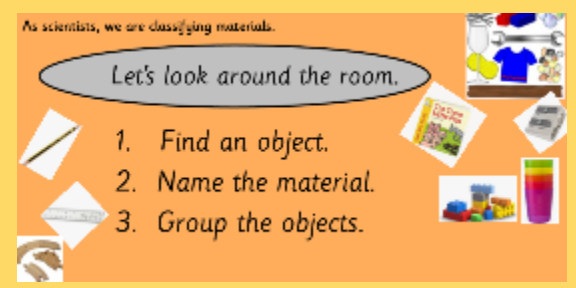 As scientists, we are classifying materials.
Let's look around the room.
1. Find an object.
2. Name the material.
3. Group the objects.